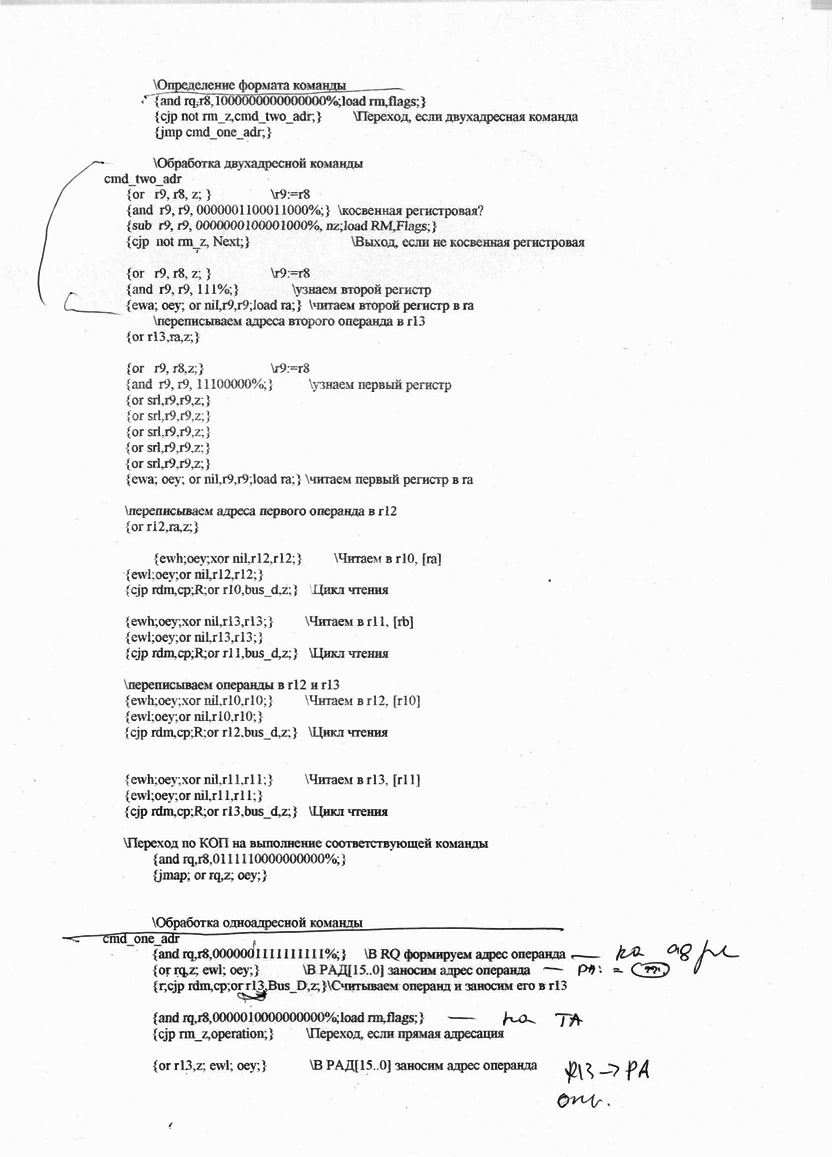 \Определение формата команды
{and rq,r8,1000000000000000%;load rm,flags;}
{cjp not rm_z,cmd_two_adr;} \Переход, если двухадресная команда
{jmp cmd_one_adr;}
\Обработка двухадресной команды
cmd_two_adr
{or r9, r8, z; } \r9:=r8
{and r9, r9, 0000001100011000%;} \косвенная регистровая?
{sub r9, r9, 0000000100001000%, nz;load RM,Flags;}
{cjp not rm_z, Next;} \Выход, если не косвенная регистровая
{or r9, r8, z; } \r9:=r8
{and r9, r9, 111%;} \узнаем второй регистр
{ewa; oey; or nil,r9,r9;load ra;} \читаем второй регистр в ra
\переписываем адреса второго операнда в r13
{or r13,ra,z;}
{or r9, r8,z;} \r9:=r8
{and r9, r9, 11100000%;} \узнаем первый регистр
{or srl,r9,r9,z;}
{or srl,r9,r9,z;}
{or srl,r9,r9,z;}
{or srl,r9,r9,z;}
{or srl,r9,r9,z;}
{ewa; oey; or nil,r9,r9;load ra;} \читаем первый регистр в ra
\переписываем адреса первого операнда в r12
{or r12,ra,z;}
{ewh;oey;xor nil,r12,r12;} \Читаем в r10, [ra]
{ewl;oey;or nil,r12,r12;}
{cjp rdm,cp;R;or r10,bus_d,z;} \Цикл чтения
{ewh;oey;xor nil,r13,r13;} \Читаем в r11, [rb]
{ewl;oey;or nil,r13,r13;}
{cjp rdm,cp;R;or r11,bus_d,z;} \Цикл чтения
\переписываем операнды в r12 и r13
{ewh;oey;xor nil,r10,r10;} \Читаем в r12, [r10]
{ewl;oey;or nil,r10,r10;}
{cjp rdm,cp;R;or r12,bus_d,z;} \Цикл чтения
{ewh;oey;xor nil,r11,r11;} \Читаем в r13, [r11]
{ewl;oey;or nil,r11,r11;}
{cjp rdm,cp;R;or r13,bus_d,z;} \Цикл чтения
\Переход по КОП на выполнение соответствующей команды
{and rq,r8,0111110000000000%;}
{jmap; or rq,z; oey;}
\Обработка одноадресной команды
cmd_one_adr
{and rq,r8,0000001111111111%;} \В RQ формируем адрес операнда
{or rq,z; ewl; oey;} \В РАД[15..0] заносим адрес операнда — РА: =
{r;cjp rdm,cp;or r13,Bus_D,z;}\Считываем операнд и заносим его в r13
{and rq,r8,0000010000000000%;load rm,flags;} — на ТА
{cjp rm_z,operation;} \Переход, если прямая адресация
{or r13,z; ewl; oey;} \В РАД[15..0] заносим адрес операнда R13→РА